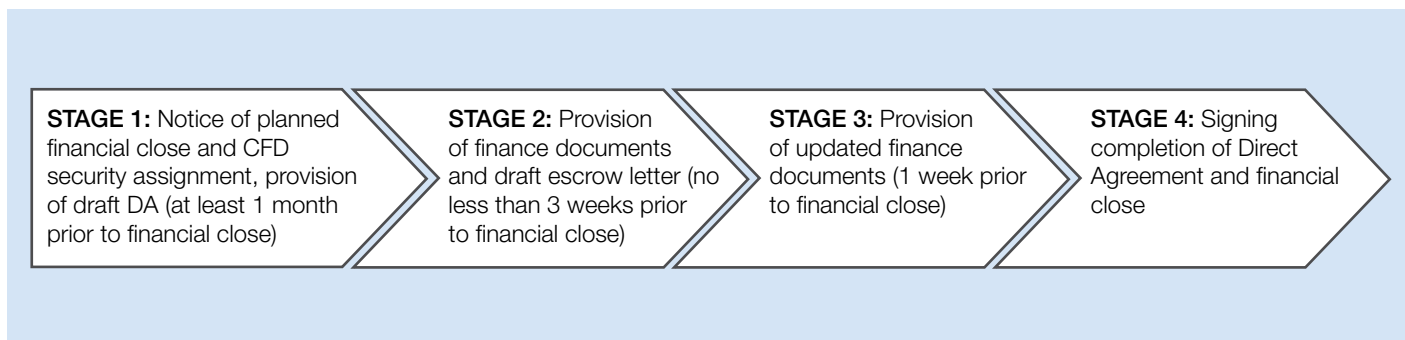 STAGE 1: Notice of planned
financial close and CFD
security assignment, provision
of draft DA (at least 1 month
prior to financial close)
STAGE 2: Provision
of finance documents
and draft escrow letter (no
less than 3 weeks prior
to financial close)
STAGE 3: Provision
of updated finance
documents (1 week prior
to financial close)
STAGE 4: Signing
completion of Direct
Agreement and financial
close